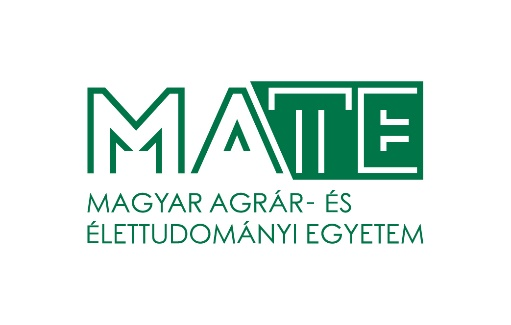 MATE
MAGYAR AGRÁR- ÉS
ÉLETTUDOMÁNYI EGYETEM